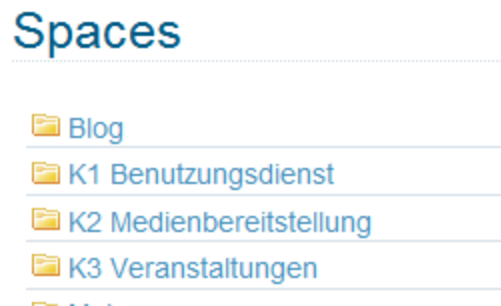 Spaces
Blog
K1 Benutzungsdienst
K2 Medienbereitstellung
K3 Veranstaltungen